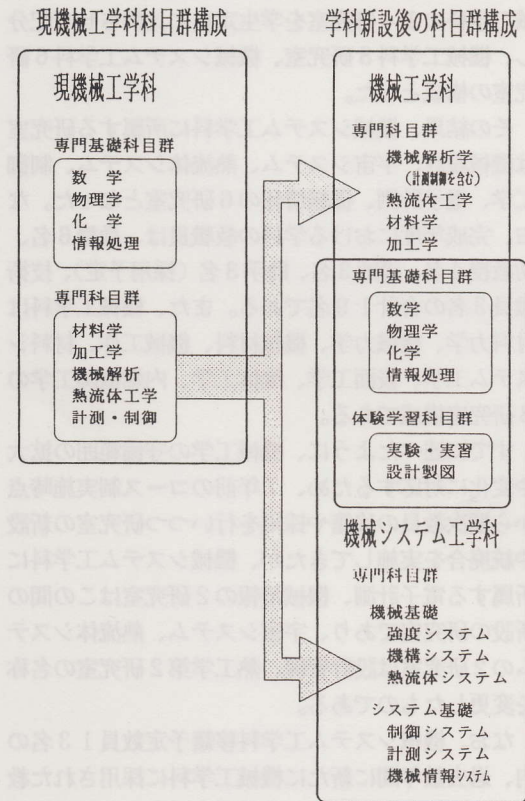 現機械工学科科目群構成
現機械工学科
専門基礎科目群
数　学
物理学
化　学
情報処理
専門科目群
材料学
加工学
機械解析
熱流体工学
計測・制御
学科新設後の科目群構成
機械工学科
専門科目群
機械解析学
(計測制御を含む)
熱流体工学
材料学
加工学
専門基礎科目群
数学
物理学
化学
情報処理
体験学習科目群
実験・実習
設計製図
機械システム工学科
専門科目群
機械基礎
強度システム
機構システム
熱流体システム
システム基礎
制御システム
計測システム
機械情報システム